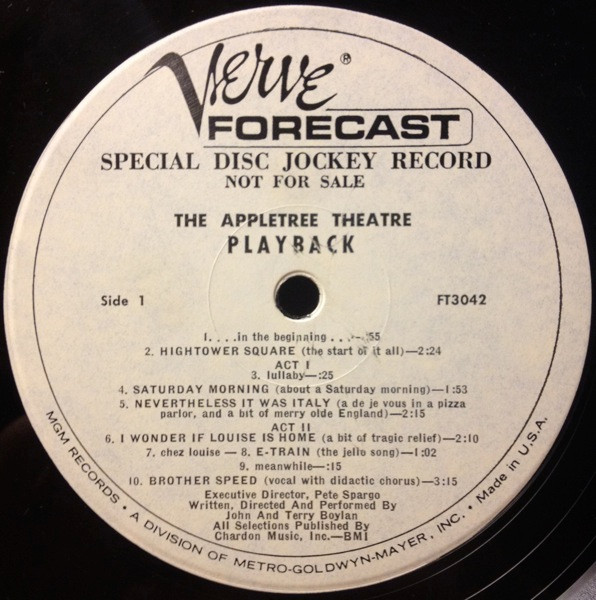 Verve®
FORECAST
SPECIAL DISC JOCKEY RECORD
NOT FOR SALE
THE APPLETREE THEATRE
PLAYBACK
Side 1
FT3042
1. . . .in the beginning . . .—:55
2. HIGHTOWER SQUARE (the start of it all)—2:24
ACT I
3. lullaby—:25
4. SATURDAY MORNING (about a Saturday morning)—1:53
5. NEVERTHELESS IT WAS ITALY (a de je vous in a pizza
parlor, and a bit of merry olde England)—2:15
ACT II
6. I WONDER IF LOUISE IS HOME (a bit of tragic relief)—2:10
7. chez louise — 8. E-TRAIN (the jello song)—1:02
9. meanwhile—:15
10. BROTHER SPEED (vocal with didactic chorus)—3:15
Executive Director, Pete Spargo
Written, Directed And Performed By
John And Terry Boylan
All Selections Published By
Chardon Music, Inc.—BMI
MGM RECORDS • A DIVISION OF METRO-GOLDWYN-MAYER, INC. • Made in U.S.A.